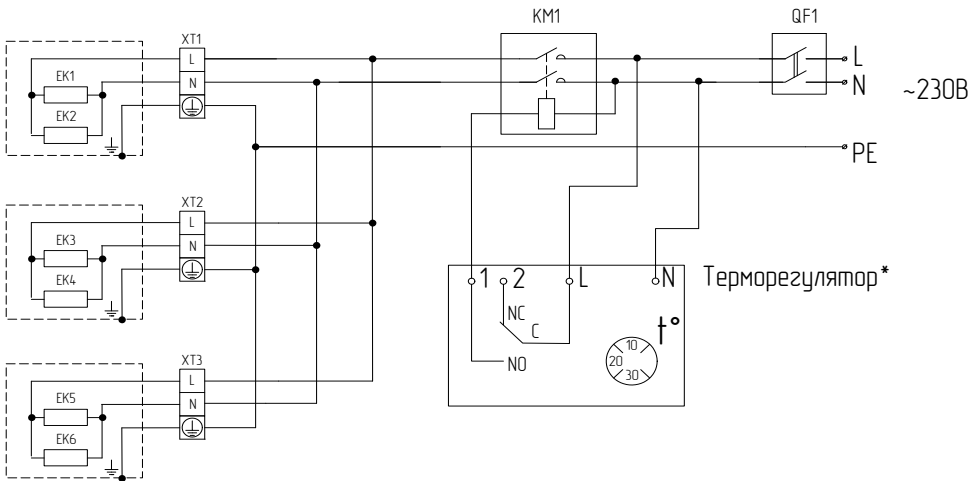 KM1
QF1
XT1
L
N
EK1
EK2
L
N
~230В
PE
XT2
L
N
EK3
EK4
1
2
L
N
Терморегулятор*
NC
C
NO
t°
10
20
30
XT3
L
N
EK5
EK6